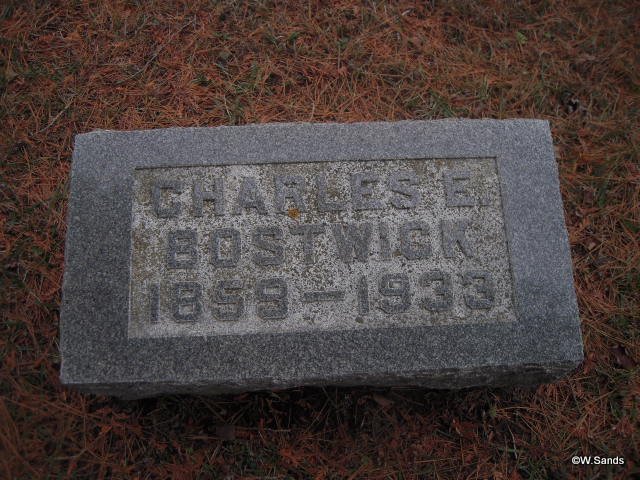 CHARLES E.
BOSTWICK
1859—1933
©W.Sands